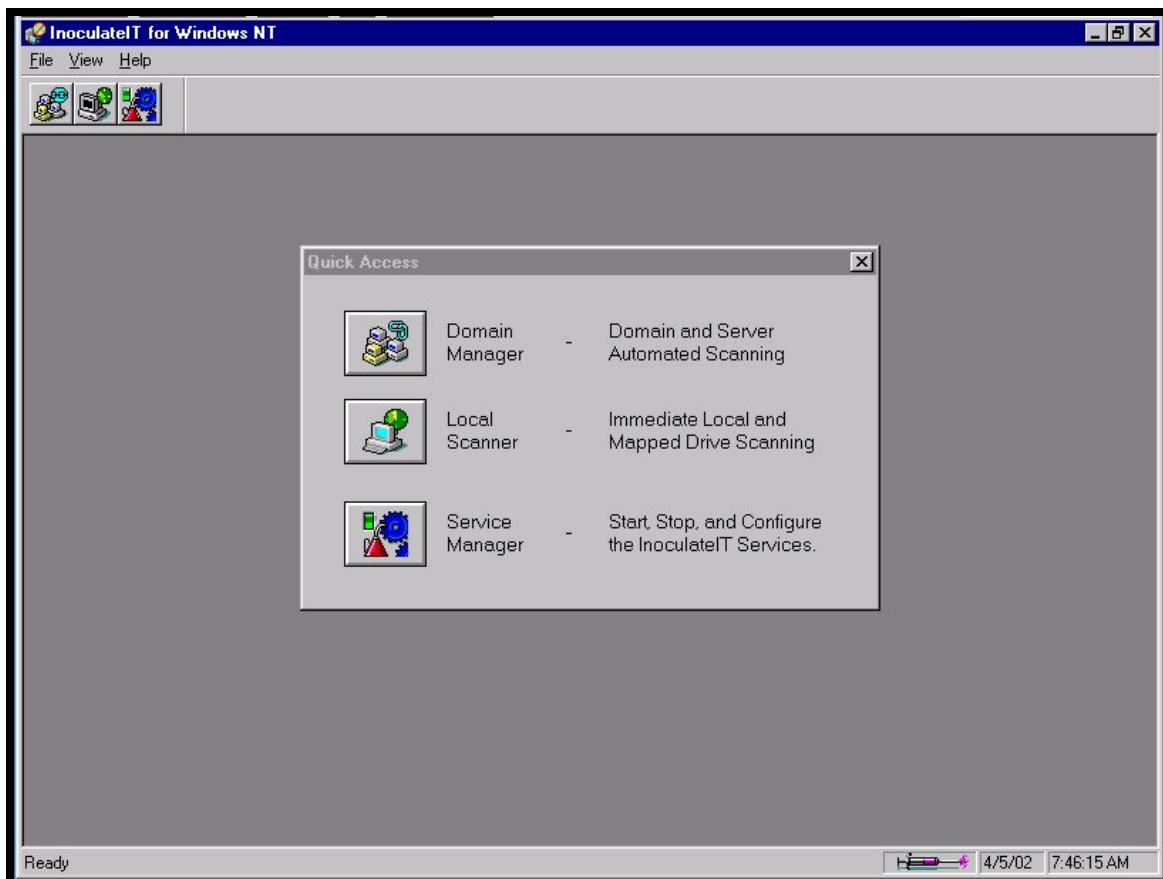 InoculateIT for Windows NT
File View Help
Quick Access
Domain Manager - Domain and Server Automated Scanning
Local Scanner - Immediate Local and Mapped Drive Scanning
Service Manager - Start, Stop, and Configure the InoculateIT Services.
Ready 4/5/02 7:46:15 AM